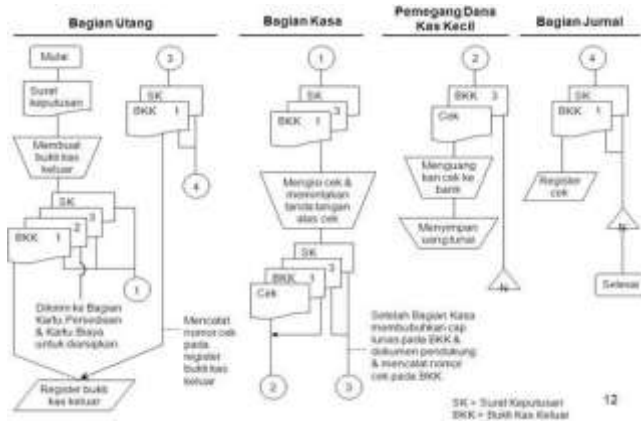 Bagian Utang
Bagian Kasa
Pemegang Dana
Kas Kecil
Bagian Jurnal
Mulai
Surat
keputusan
Membuat
bukti kas
keluar
SK
3
2
BKK 1
1
Dikirim ke Bagian
Kartu Persediaan
& Kartu Biaya
untuk diarsipkan
Register bukti
kas keluar
3
SK
BKK 1
4
Mencatat
nomor cek
pada
register
bukti kas
keluar
1
SK
3
BKK 1
Mengisi cek &
memintakan
tanda tangan
atas cek
SK
3
BKK 1
Cek
2
3
Setelah Bagian Kasa
membubuhkan cap
lunas pada BKK &
dokumen pendukung
& mencatat nomor
cek pada BKK.
2
BKK 3
Cek
Menguang
kan cek ke
bank
Menyimpan
uang tunai
N
4
SK
BKK 1
Register
cek
N
Selesai
SK = Surat Keputusan
BKK = Bukti Kas Keluar
12